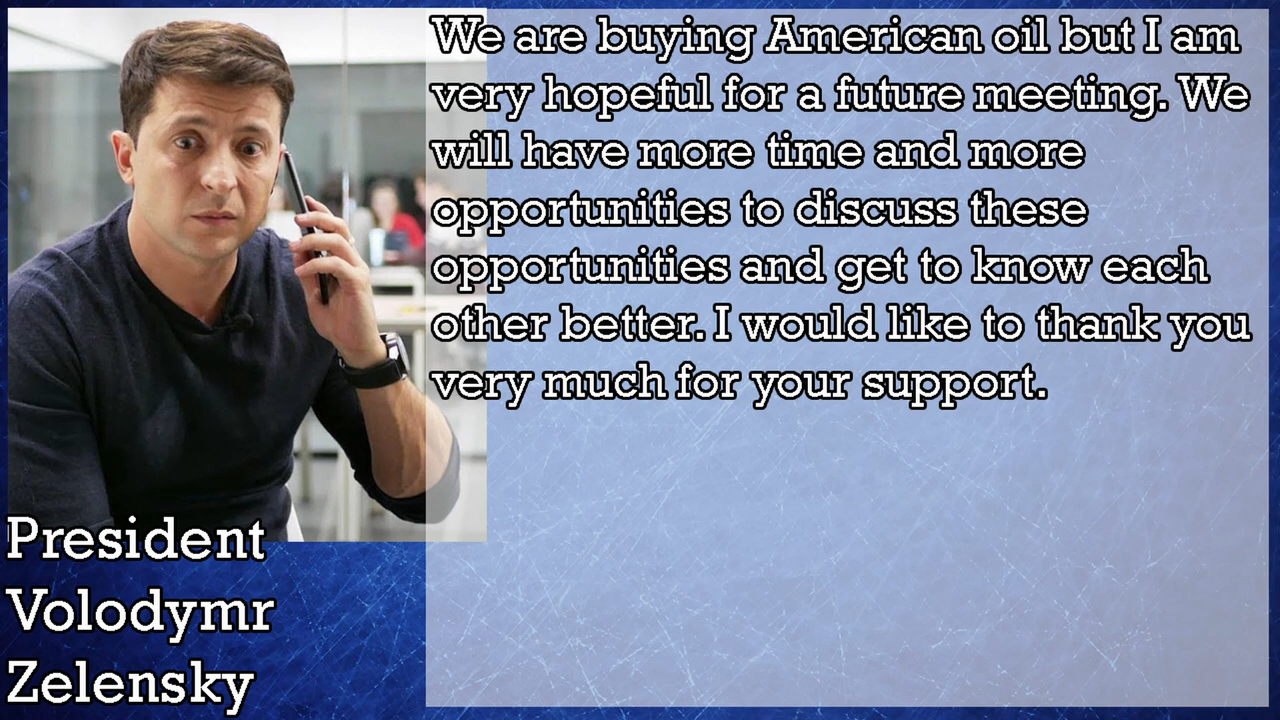 We are buying American oil but I am
very hopeful for a future meeting. We
will have more time and more
opportunities to discuss these
opportunities and get to know each
other better. I would like to thank you
very much for your support.
President
Volodymr
Zelensky